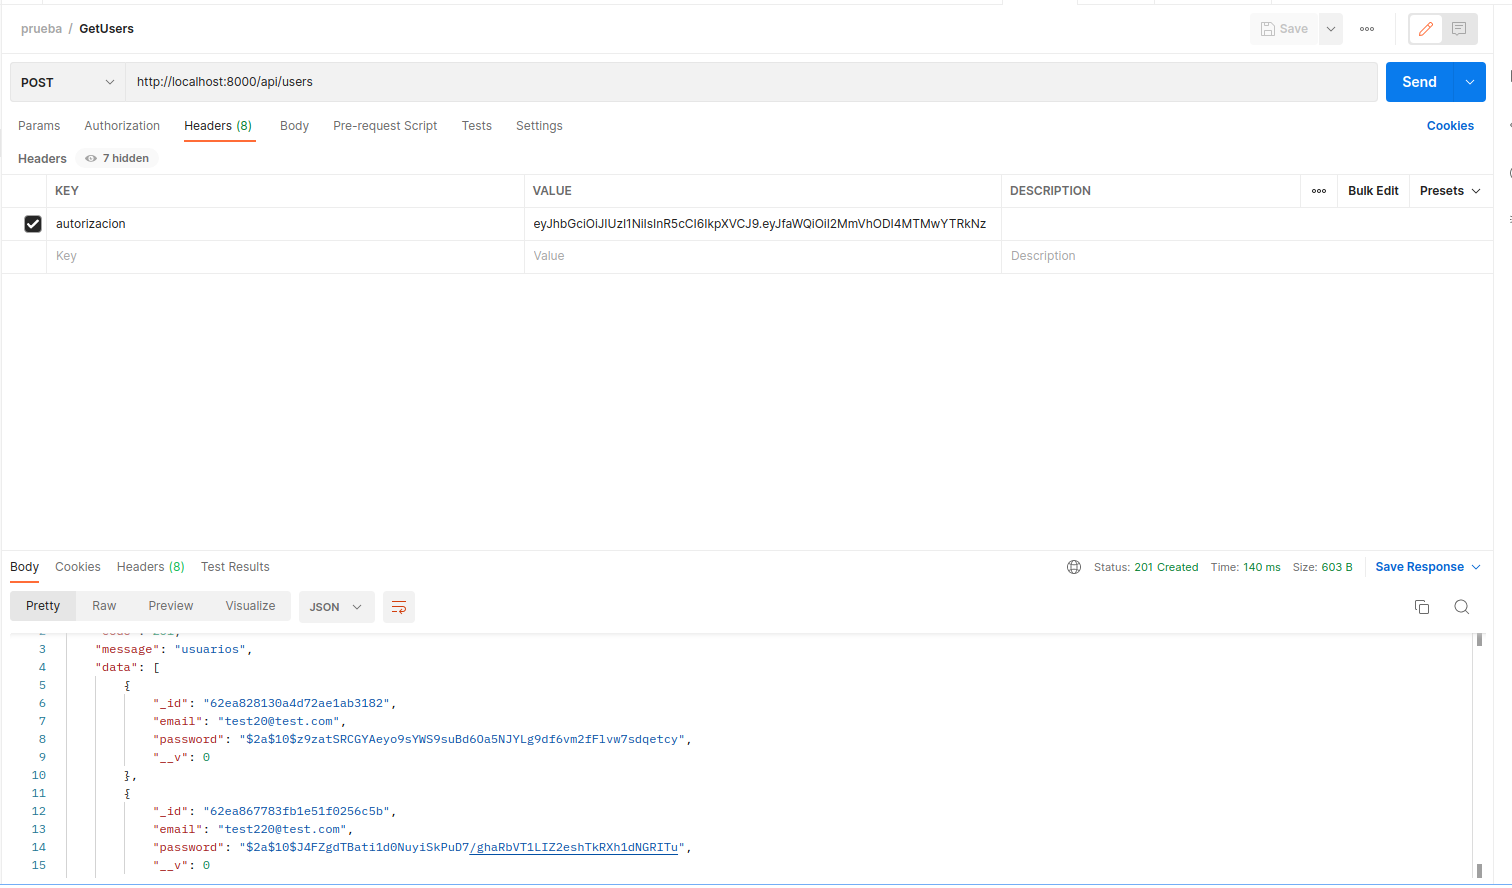 prueba / GetUsers
Save
POST
http://localhost:8000/api/users
Send
Params Authorization Headers (8) Body Pre-request Script Tests Settings
Cookies
Headers 7 hidden
KEY VALUE DESCRIPTION
Bulk Edit Presets
autorizacion eyJhbGciOiJIUzI1NiIsInR5cCI6IkpXVCJ9.eyJfaWQiOiI2MmVhODI4MTMwYTRkNz
Key Value Description
Body Cookies Headers (8) Test Results
Status: 201 Created Time: 140 ms Size: 603 B Save Response
Pretty Raw Preview Visualize JSON
3 "message": "usuarios",
4 "data": [
5 {
6 "_id": "62ea828130a4d72ae1ab3182",
7 "email": "test20@test.com",
8 "password": "$2a$10$z9zatSRCGYAeyo9sYWS9suBd6Oa5NJYLg9df6vm2fFlvw7sdqetcy",
9 "__v": 0
10 },
11 {
12 "_id": "62ea867783fb1e51f0256c5b",
13 "email": "test220@test.com",
14 "password": "$2a$10$J4FZgdTBati1d0NuyiSkPuD7/ghaRbVT1LIZ2eshTkRXh1dNGRITu",
15 "__v": 0